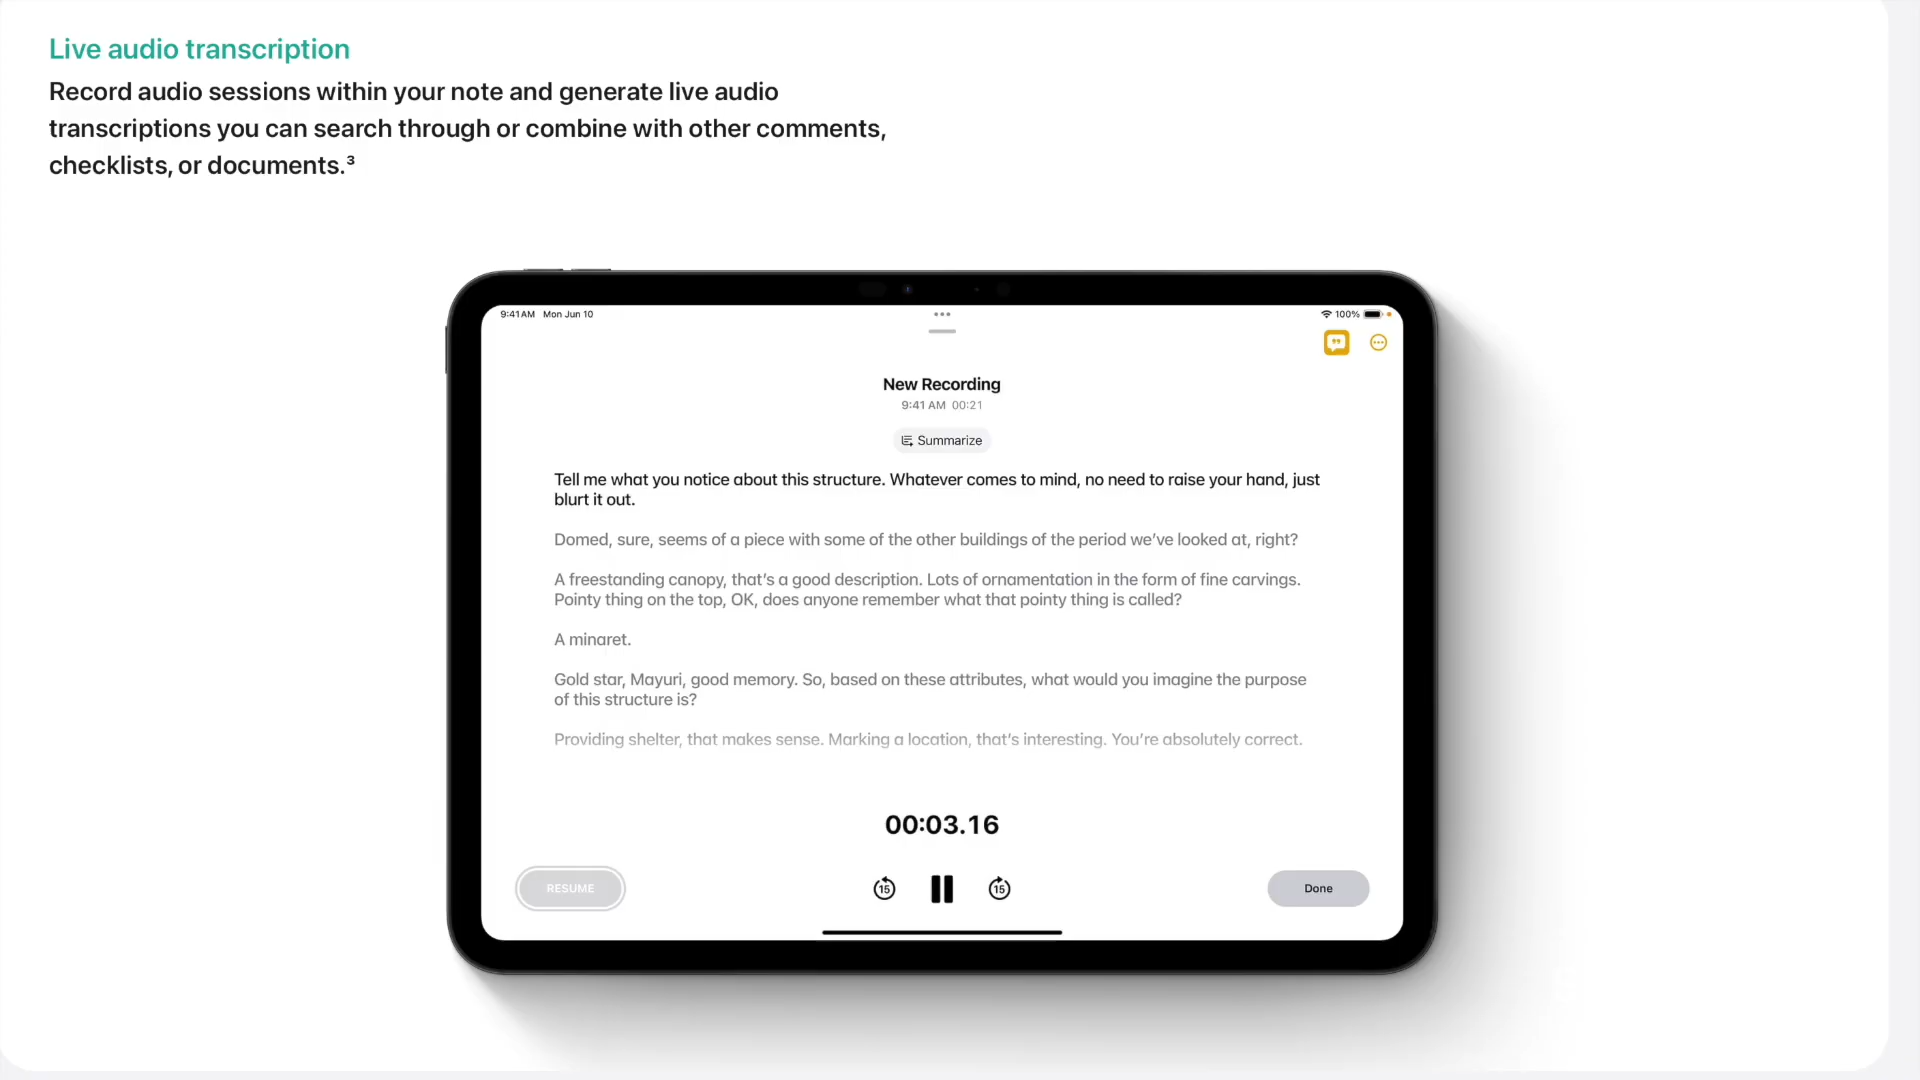 Live audio transcription
Record audio sessions within your note and generate live audio
transcriptions you can search through or combine with other comments,
checklists, or documents.³
9:41 AM Mon Jun 10
100%
New Recording
9:41 AM 00:21
Summarize
Tell me what you notice about this structure. Whatever comes to mind, no need to raise your hand, just
blurt it out.
Domed, sure, seems of a piece with some of the other buildings of the period we've looked at, right?
A freestanding canopy, that's a good description. Lots of ornamentation in the form of fine carvings.
Pointy thing on the top, OK, does anyone remember what that pointy thing is called?
A minaret.
Gold star, Mayuri, good memory. So, based on these attributes, what would you imagine the purpose
of this structure is?
Providing shelter, that makes sense. Marking a location, that's interesting. You're absolutely correct.
00:03.16
RESUME
15
15
Done